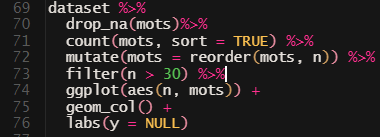 69 dataset %>%
70   drop_na(mots)%>%
71   count(mots, sort = TRUE) %>%
72   mutate(mots = reorder(mots, n)) %>%
73   filter(n > 30) %>%
74   ggplot(aes(n, mots)) +
75   geom_col() +
76   labs(y = NULL)